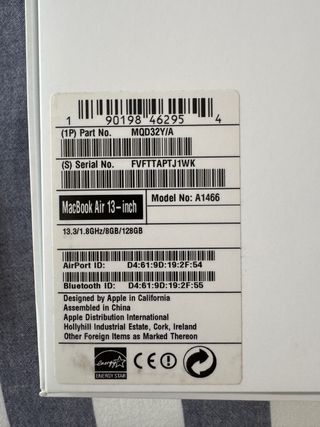 1 90198 46295 4
(1P) Part No. MQD32Y/A
(S) Serial No. FVFTTAPTJ1WK
MacBook Air 13-inch
Model No: A1466
13.3/1.8GHz/8GB/128GB
AirPort ID: D4:61:9D:19:2F:54
Bluetooth ID: D4:61:9D:19:2F:55
Designed by Apple in California
Assembled in China
Apple Distribution International
Hollyhill Industrial Estate, Cork, Ireland
Other Foreign Items as Marked Thereon
energy
ENERGY STAR
CE